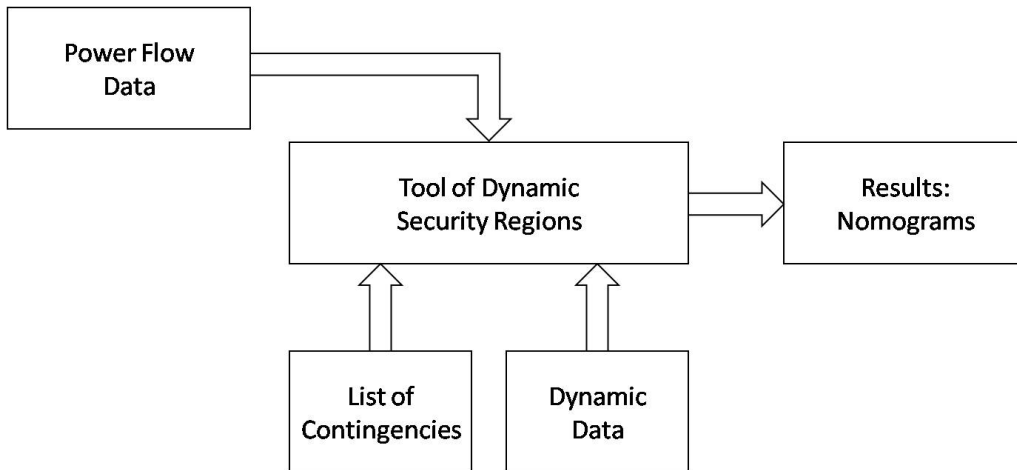 Power Flow
Data
Tool of Dynamic
Security Regions
Results:
Nomograms
List of
Contingencies
Dynamic
Data